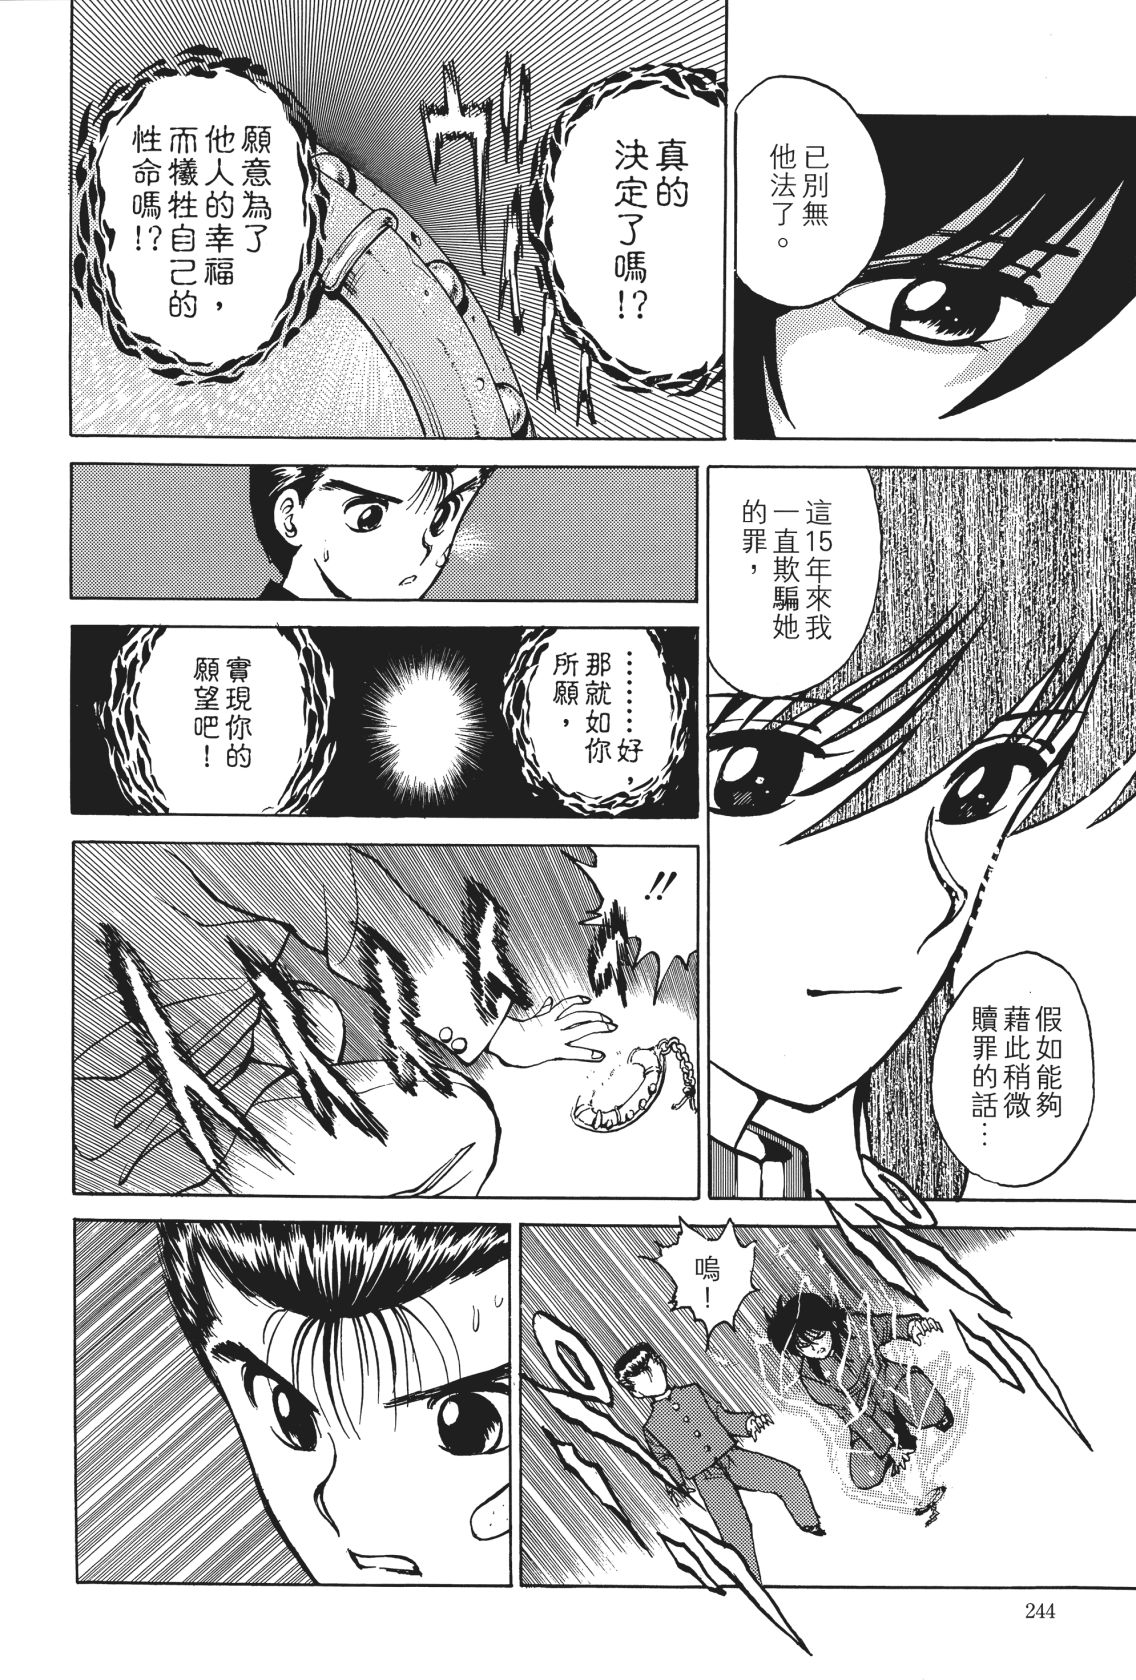 已別無
他法了。
真的
決定了嗎!?
願意為了
他人的幸福，
而犧牲自己的
性命嗎!?
這15年來我
一直欺騙她
的罪，
假如能夠
藉此稍微
贖罪的話…
………好，
那就如你
所願，
實現你的
願望吧！
!!
嗚！
244